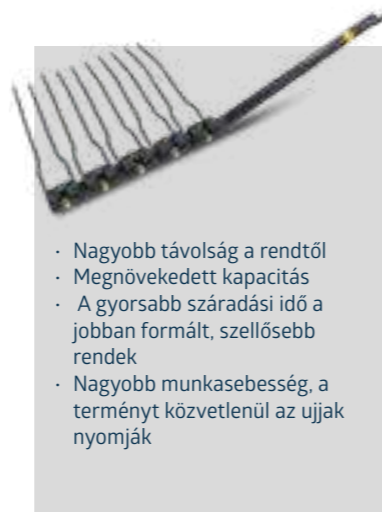 · Nagyobb távolság a rendtől
· Megnövekedett kapacitás
· A gyorsabb száradási idő a
jobban formált, szellősebb
rendek
· Nagyobb munkasebesség, a
terményt közvetlenül az ujjak
nyomják